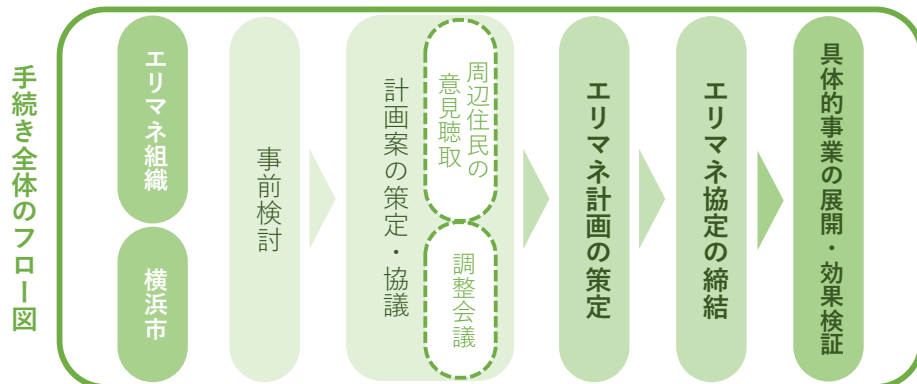 手続き全体のフロー図
エリマネ組織
横浜市
事前検討
計画案の策定・協議
周辺住民の
意見聴取
調整会議
エリマネ計画の策定
エリマネ協定の締結
具体的事業の展開・効果検証